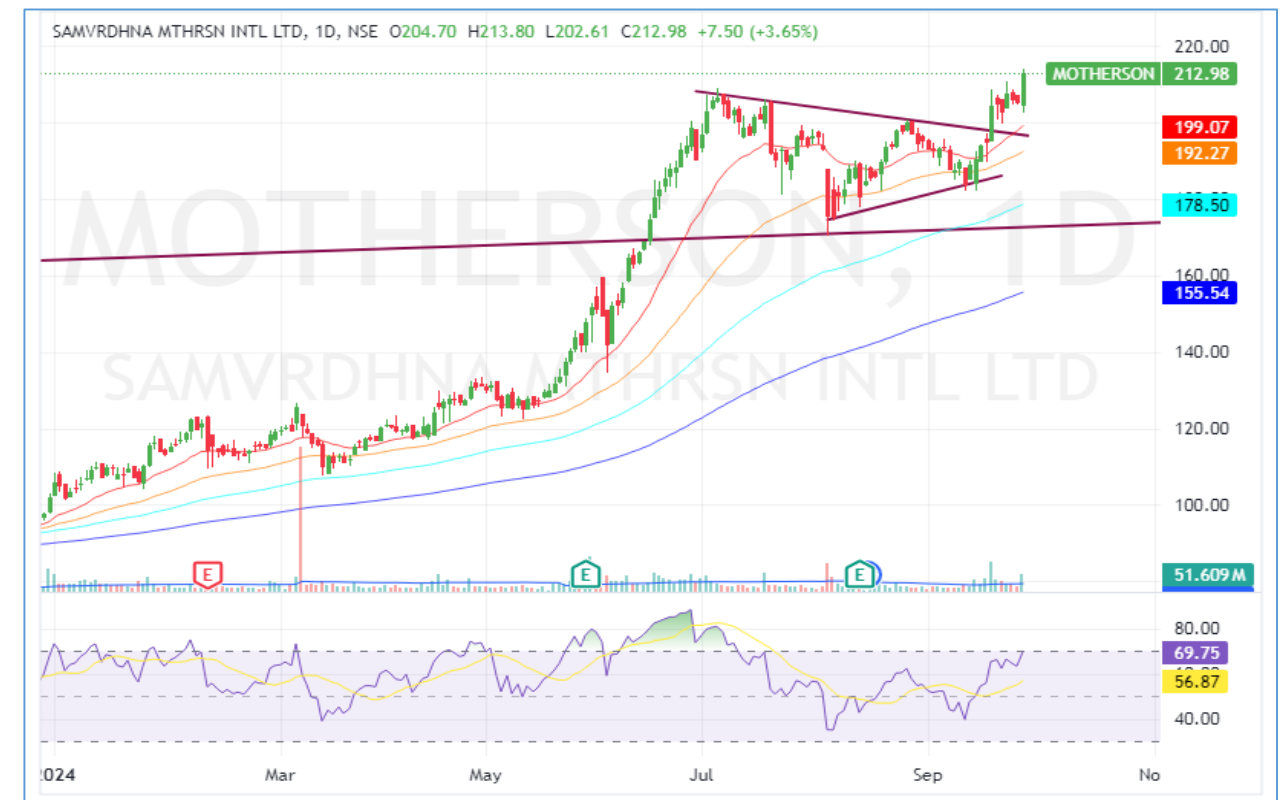 SAMVRDHNA MTHRSN INTL LTD, 1D, NSE O204.70 H213.80 L202.61 C212.98 +7.50 (+3.65%)
220.00
MOTHERSON 212.98
199.07
192.27
178.50
MOTHERSON, 1D
160.00
155.54
SAMVRDHNA MTHRSN INTL LTD
140.00
120.00
100.00
E E E
51.609 M
80.00
69.75
56.87
40.00
2024 Mar May Jul Sep No